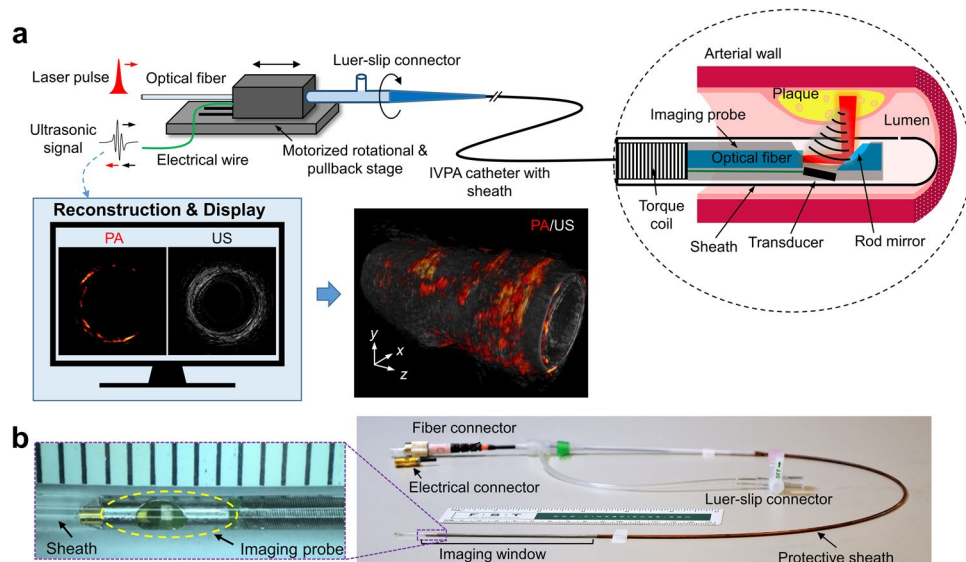 a
Laser pulse
Optical fiber
Luer-slip connector
Ultrasonic
signal
Electrical wire
Motorized rotational &
pullback stage
IVPA catheter with
sheath
Arterial wall
Plaque
Imaging probe
Lumen
Optical fiber
Torque
coil
Sheath
Transducer
Rod mirror
Reconstruction & Display
PA
US
PA/US
y
x
z
b
Sheath
Imaging probe
Fiber connector
Electrical connector
Luer-slip connector
Imaging window
Protective sheath